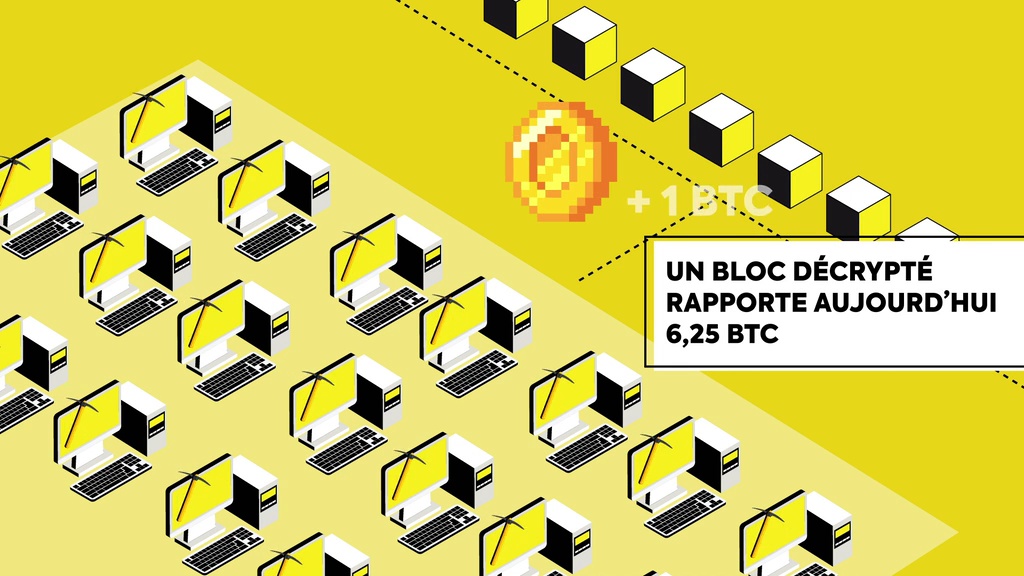 + 1 BTC
UN BLOC DÉCRYPTÉ
RAPPORTE AUJOURD’HUI
6,25 BTC